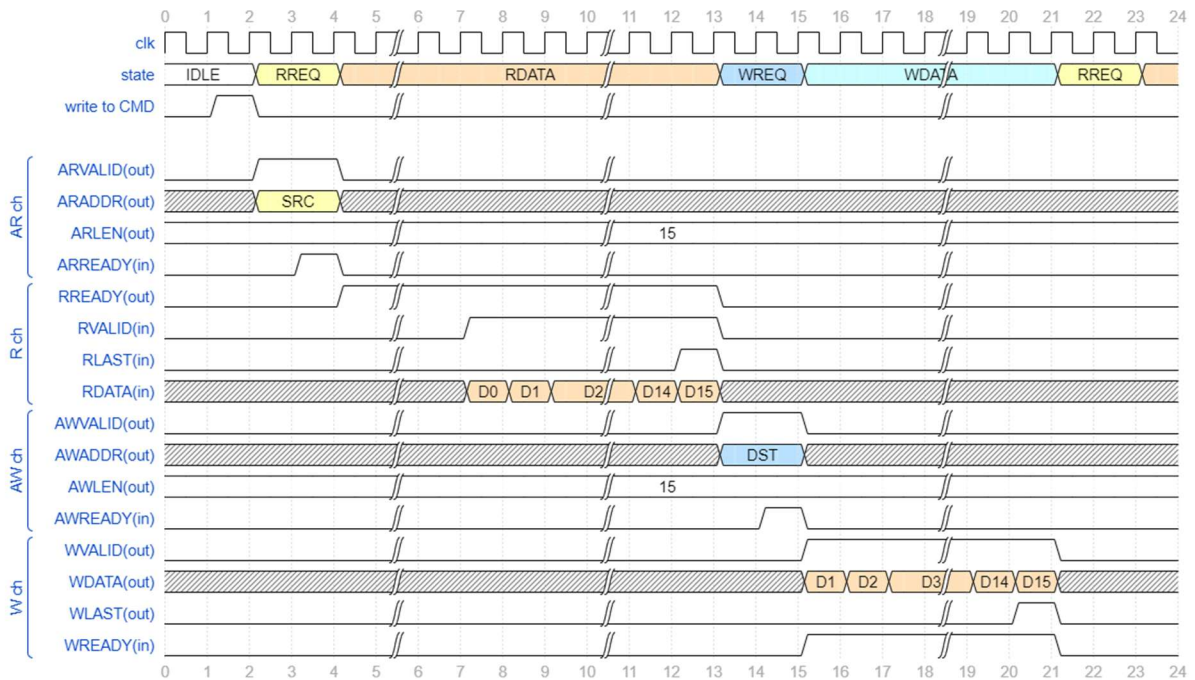 0 1 2 3 4 5 6 7 8 9 10 11 12 13 14 15 16 17 18 19 20 21 22 23 24
clk
state IDLE RREQ RDATA WREQ WDATA RREQ
write to CMD
AR ch
ARVALID(out)
ARADDR(out) SRC
ARLEN(out) 15
ARREADY(in)
R ch
RREADY(out)
RVALID(in)
RLAST(in)
RDATA(in) D0 D1 D2 D14 D15
AW ch
AWVALID(out)
AWADDR(out) DST
AWLEN(out) 15
AWREADY(in)
W ch
WVALID(out)
WDATA(out) D1 D2 D3 D14 D15
WLAST(out)
WREADY(in)
0 1 2 3 4 5 6 7 8 9 10 11 12 13 14 15 16 17 18 19 20 21 22 23 24